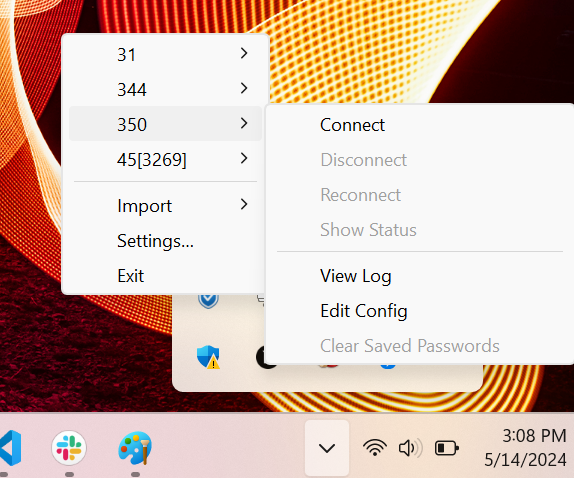 31
344
350
45[3269]
Import
Settings...
Exit
Connect
Disconnect
Reconnect
Show Status
View Log
Edit Config
Clear Saved Passwords
3:08 PM
5/14/2024